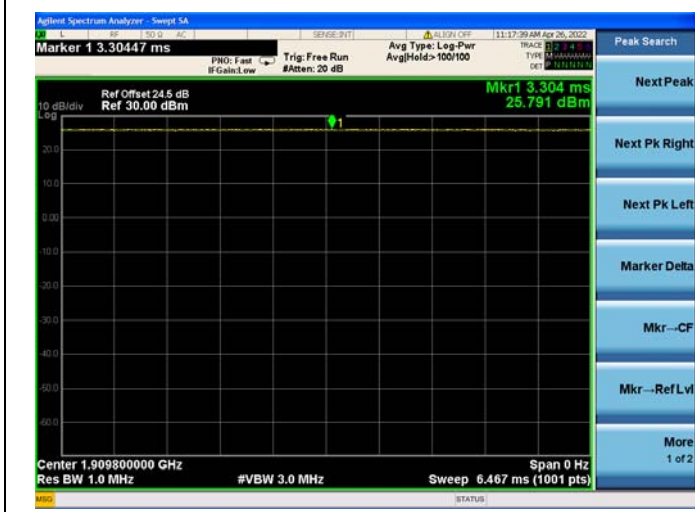 Agilent Spectrum Analyzer - Swept SA
L RF 50 Ω AC SENSE:INT ALIGN OFF 11:17:39 AM Apr 26, 2022
Marker 1 3.30447 ms
PNO: Fast
IFGain:Low
Trig: Free Run
#Atten: 20 dB
Avg Type: Log-Pwr
Avg|Hold:>100/100
TRACE 1 2 3 4 5 6
TYPE
DET P N N N N N
Peak Search
Ref Offset 24.5 dB
Ref 30.00 dBm
Mkr1 3.304 ms
25.791 dBm
10 dB/div
Log
1
20.0
10.0
0.00
-10.0
-20.0
-30.0
-40.0
-50.0
-60.0
Center 1.909800000 GHz
Span 0 Hz
Res BW 1.0 MHz
#VBW 3.0 MHz
Sweep 6.467 ms (1001 pts)
MSG
STATUS
Next Peak
Next Pk Right
Next Pk Left
Marker Delta
Mkr→CF
Mkr→Ref Lvl
More
1 of 2